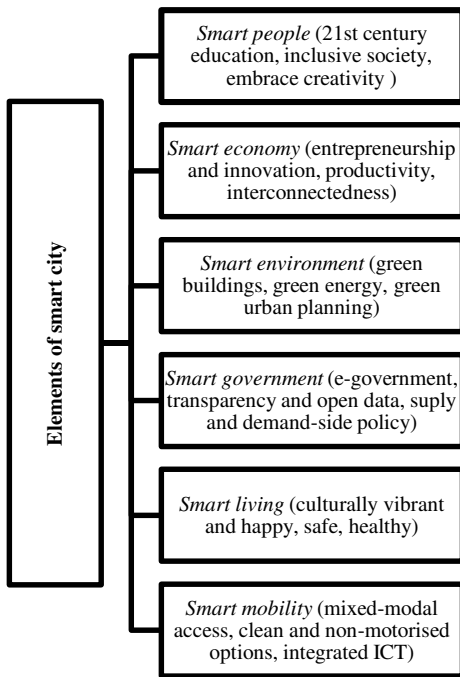 Elements of smart city
Smart people (21st century
education, inclusive society,
embrace creativity )
Smart economy (entrepreneurship
and innovation, productivity,
interconnectedness)
Smart environment (green
buildings, green energy, green
urban planning)
Smart government (e-government,
transparency and open data, suply
and demand-side policy)
Smart living (culturally vibrant
and happy, safe, healthy)
Smart mobility (mixed-modal
access, clean and non-motorised
options, integrated ICT)